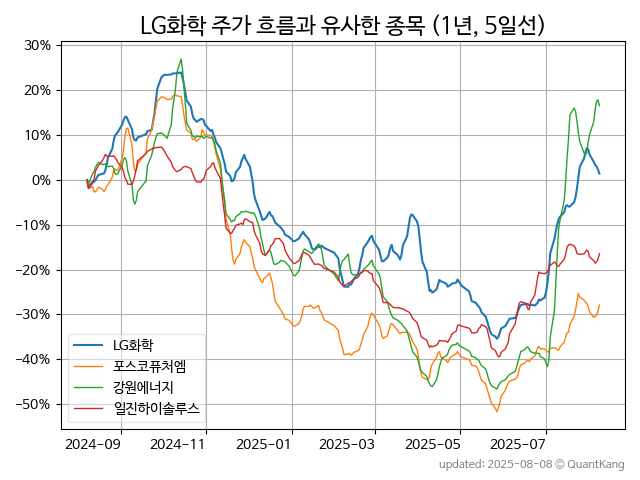 LG화학 주가 흐름과 유사한 종목 (1년, 5일선)
30%
20%
10%
0%
−10%
−20%
−30%
−40%
−50%
LG화학
포스코퓨처엠
강원에너지
일진하이솔루스
2024-09 2024-11 2025-01 2025-03 2025-05 2025-07
updated: 2025-08-08 © QuantKang